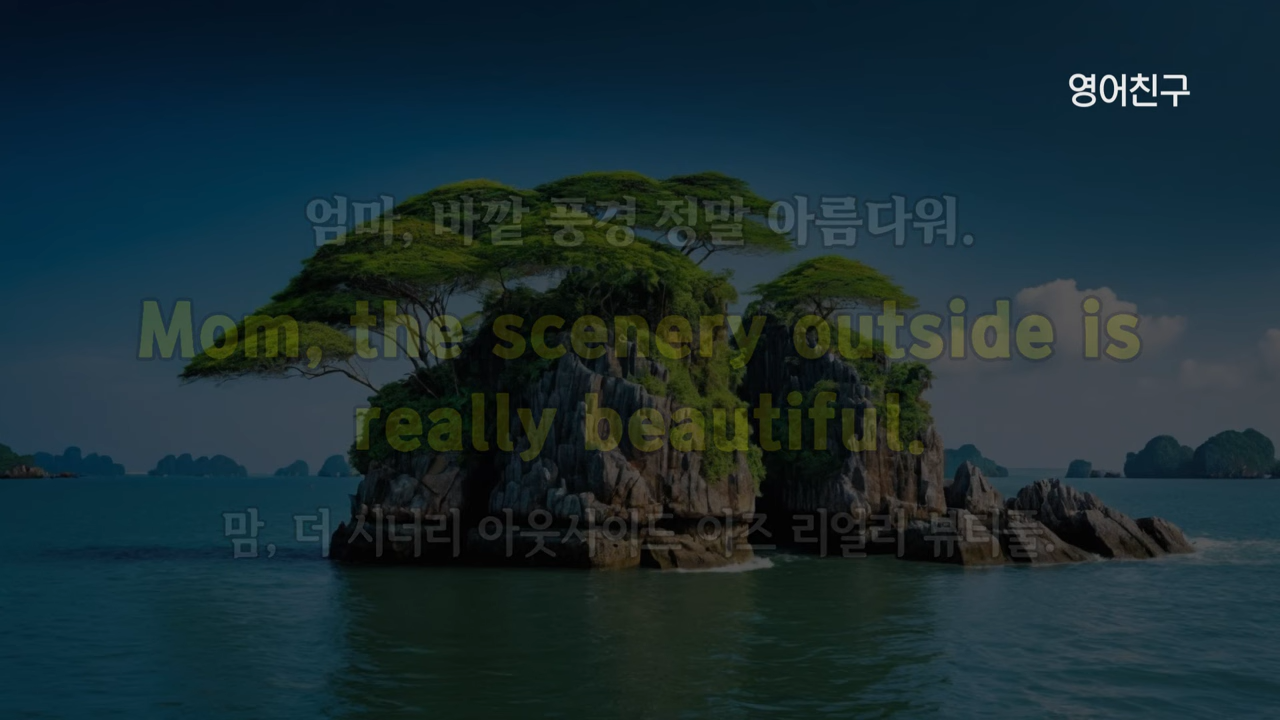 영어친구
엄마, 바깥 풍경 정말 아름다워.
Mom, the scenery outside is
really beautiful.
맘, 더 시너리 아웃사이드 이즈 리얼리 뷰티풀.